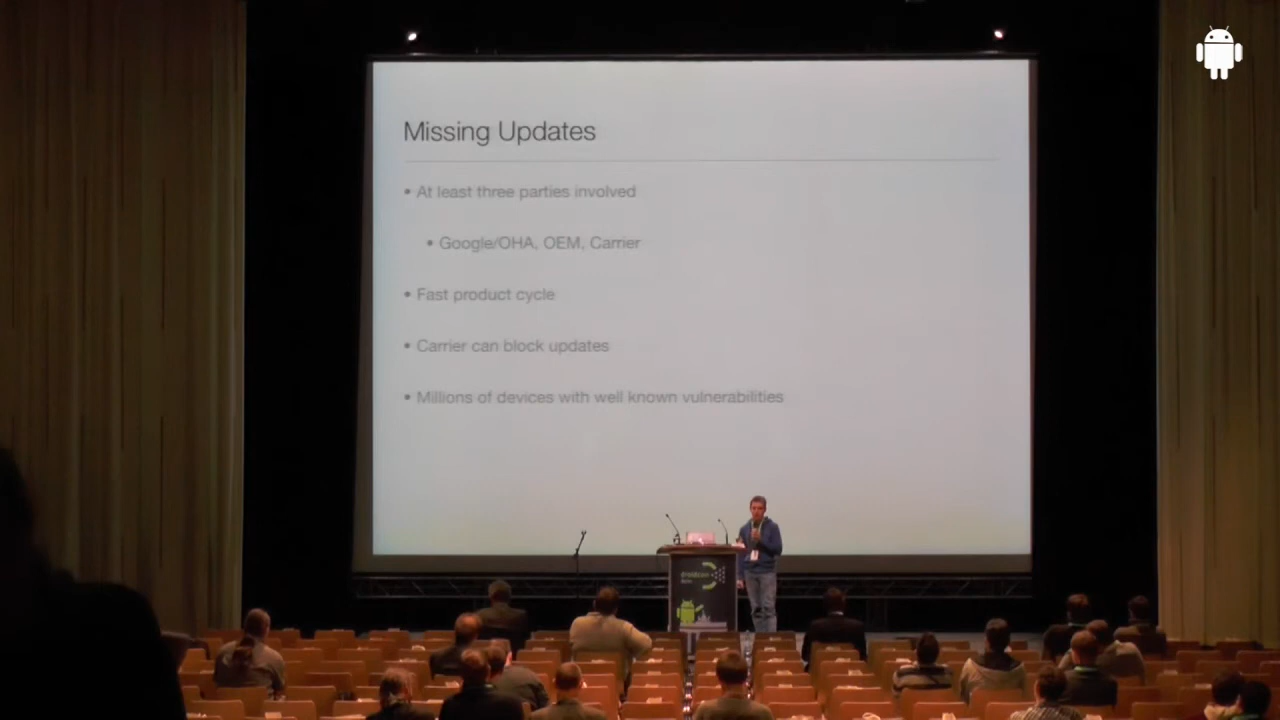 Missing Updates
• At least three parties involved
• Google/OHA, OEM, Carrier
• Fast product cycle
• Carrier can block updates
• Millions of devices with well known vulnerabilities